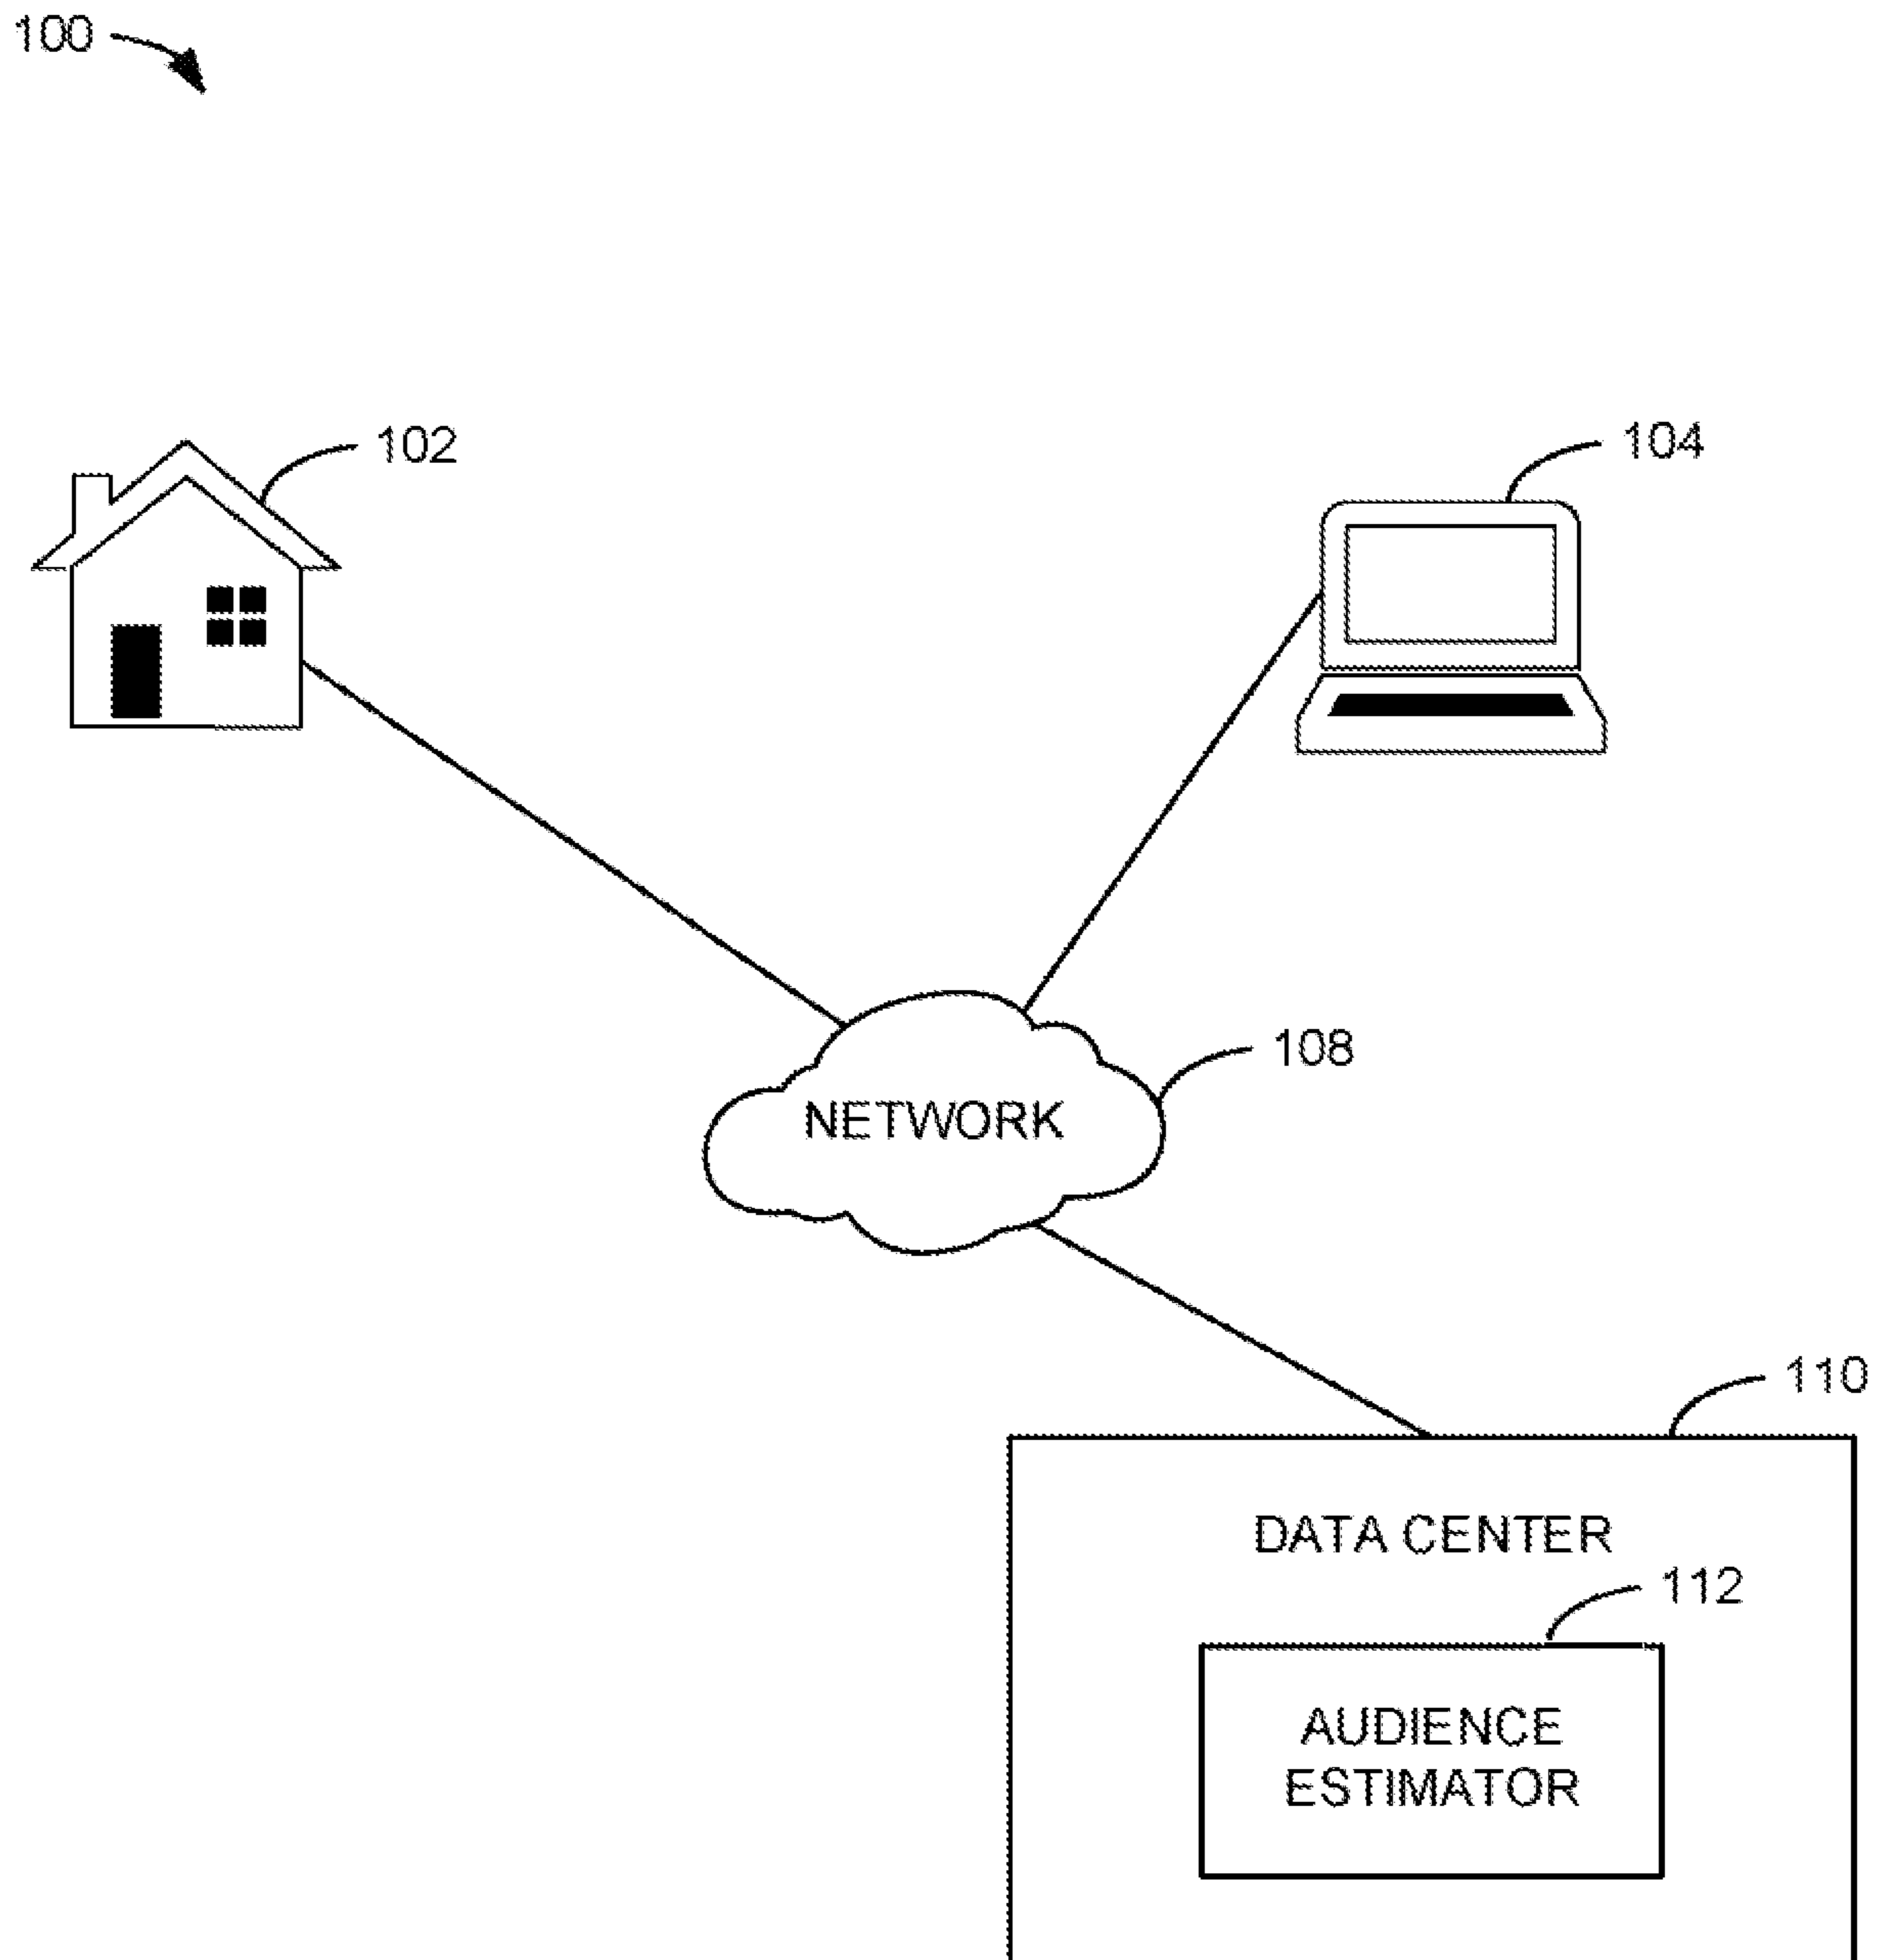 100
102
104
108
NETWORK
110
DATA CENTER
112
AUDIENCE
ESTIMATOR